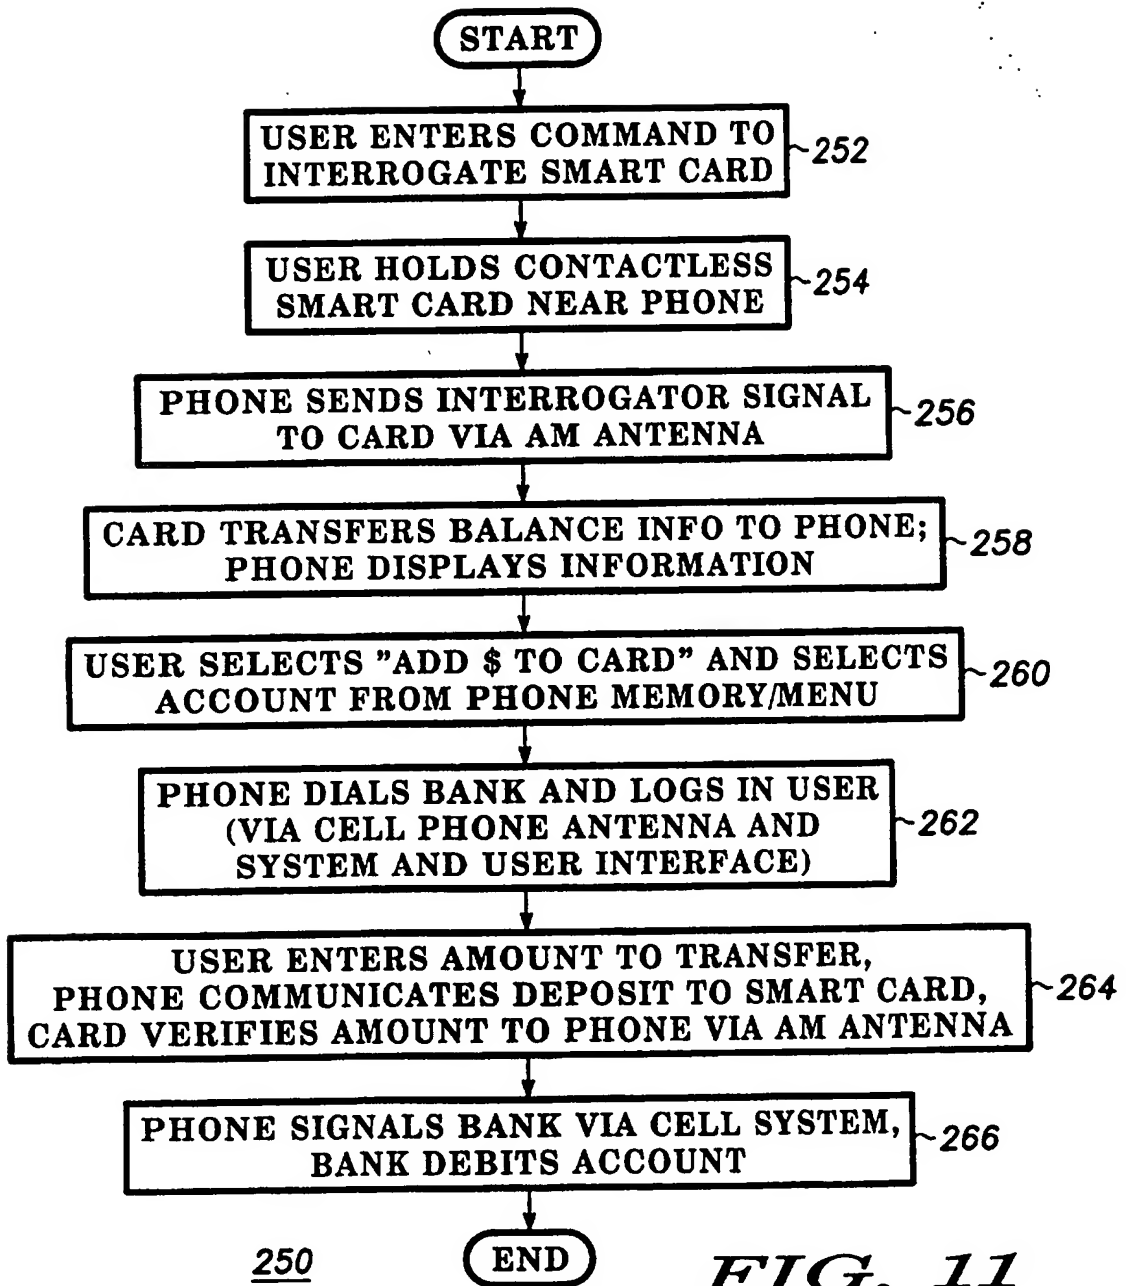 START
USER ENTERS COMMAND TO
INTERROGATE SMART CARD
252
USER HOLDS CONTACTLESS
SMART CARD NEAR PHONE
254
PHONE SENDS INTERROGATOR SIGNAL
TO CARD VIA AM ANTENNA
256
CARD TRANSFERS BALANCE INFO TO PHONE;
PHONE DISPLAYS INFORMATION
258
USER SELECTS "ADD $ TO CARD" AND SELECTS
ACCOUNT FROM PHONE MEMORY/MENU
260
PHONE DIALS BANK AND LOGS IN USER
(VIA CELL PHONE ANTENNA AND
SYSTEM AND USER INTERFACE)
262
USER ENTERS AMOUNT TO TRANSFER,
PHONE COMMUNICATES DEPOSIT TO SMART CARD,
CARD VERIFIES AMOUNT TO PHONE VIA AM ANTENNA
264
PHONE SIGNALS BANK VIA CELL SYSTEM,
BANK DEBITS ACCOUNT
266
END
250
FIG. 11